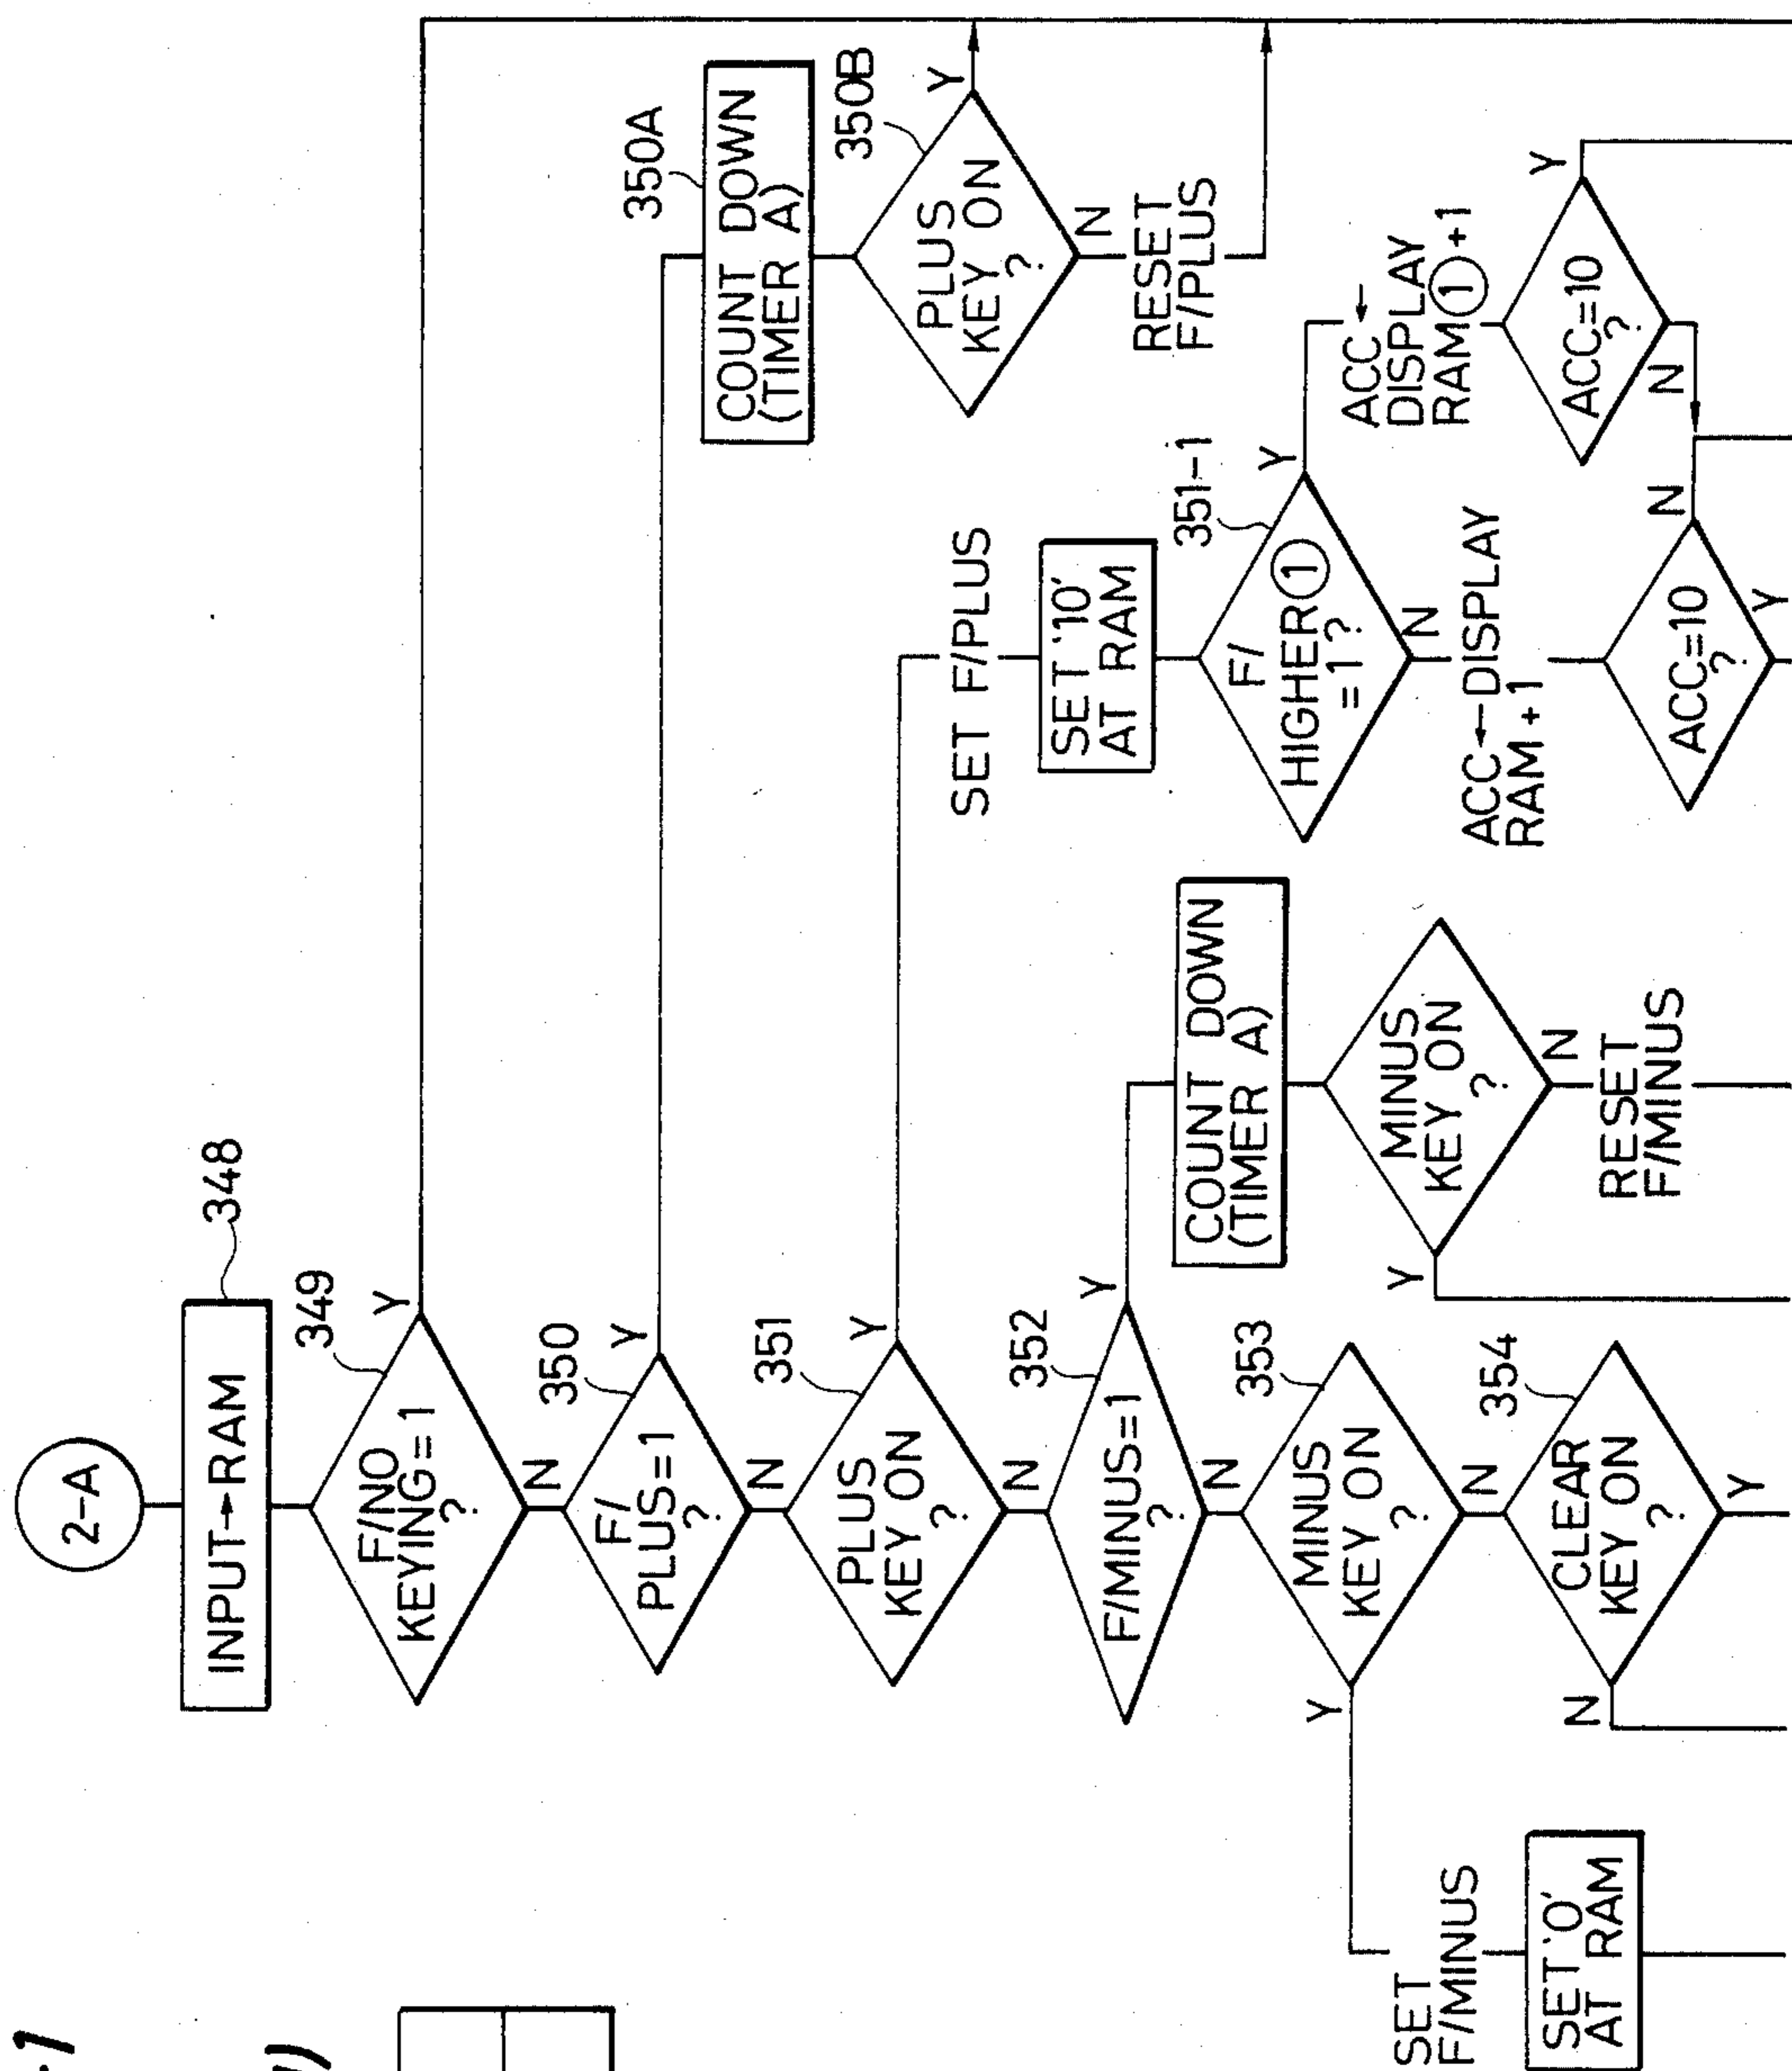 2-A
INPUT→RAM
348
F/NO
KEYING=1
?
349
Y
N
F/
PLUS=1
?
350
Y
N
COUNT DOWN
(TIMER A)
350A
PLUS
KEY ON
?
350B
Y
N
RESET
F/PLUS
PLUS
KEY ON
?
351
Y
N
SET F/PLUS
SET '10'
AT RAM
F/
HIGHER①
=1?
351-1
Y
N
ACC←
DISPLAY
RAM①+1
ACC=10
?
Y
N
ACC←DISPLAY
RAM+1
ACC=10
?
N
Y
F/MINUS=1
?
352
Y
N
COUNT DOWN
(TIMER A)
MINUS
KEY ON
?
Y
N
RESET
F/MINUS
MINUS
KEY ON
?
353
Y
N
SET
F/MINUS
SET '0'
AT RAM
CLEAR
KEY ON
?
354
N
Y